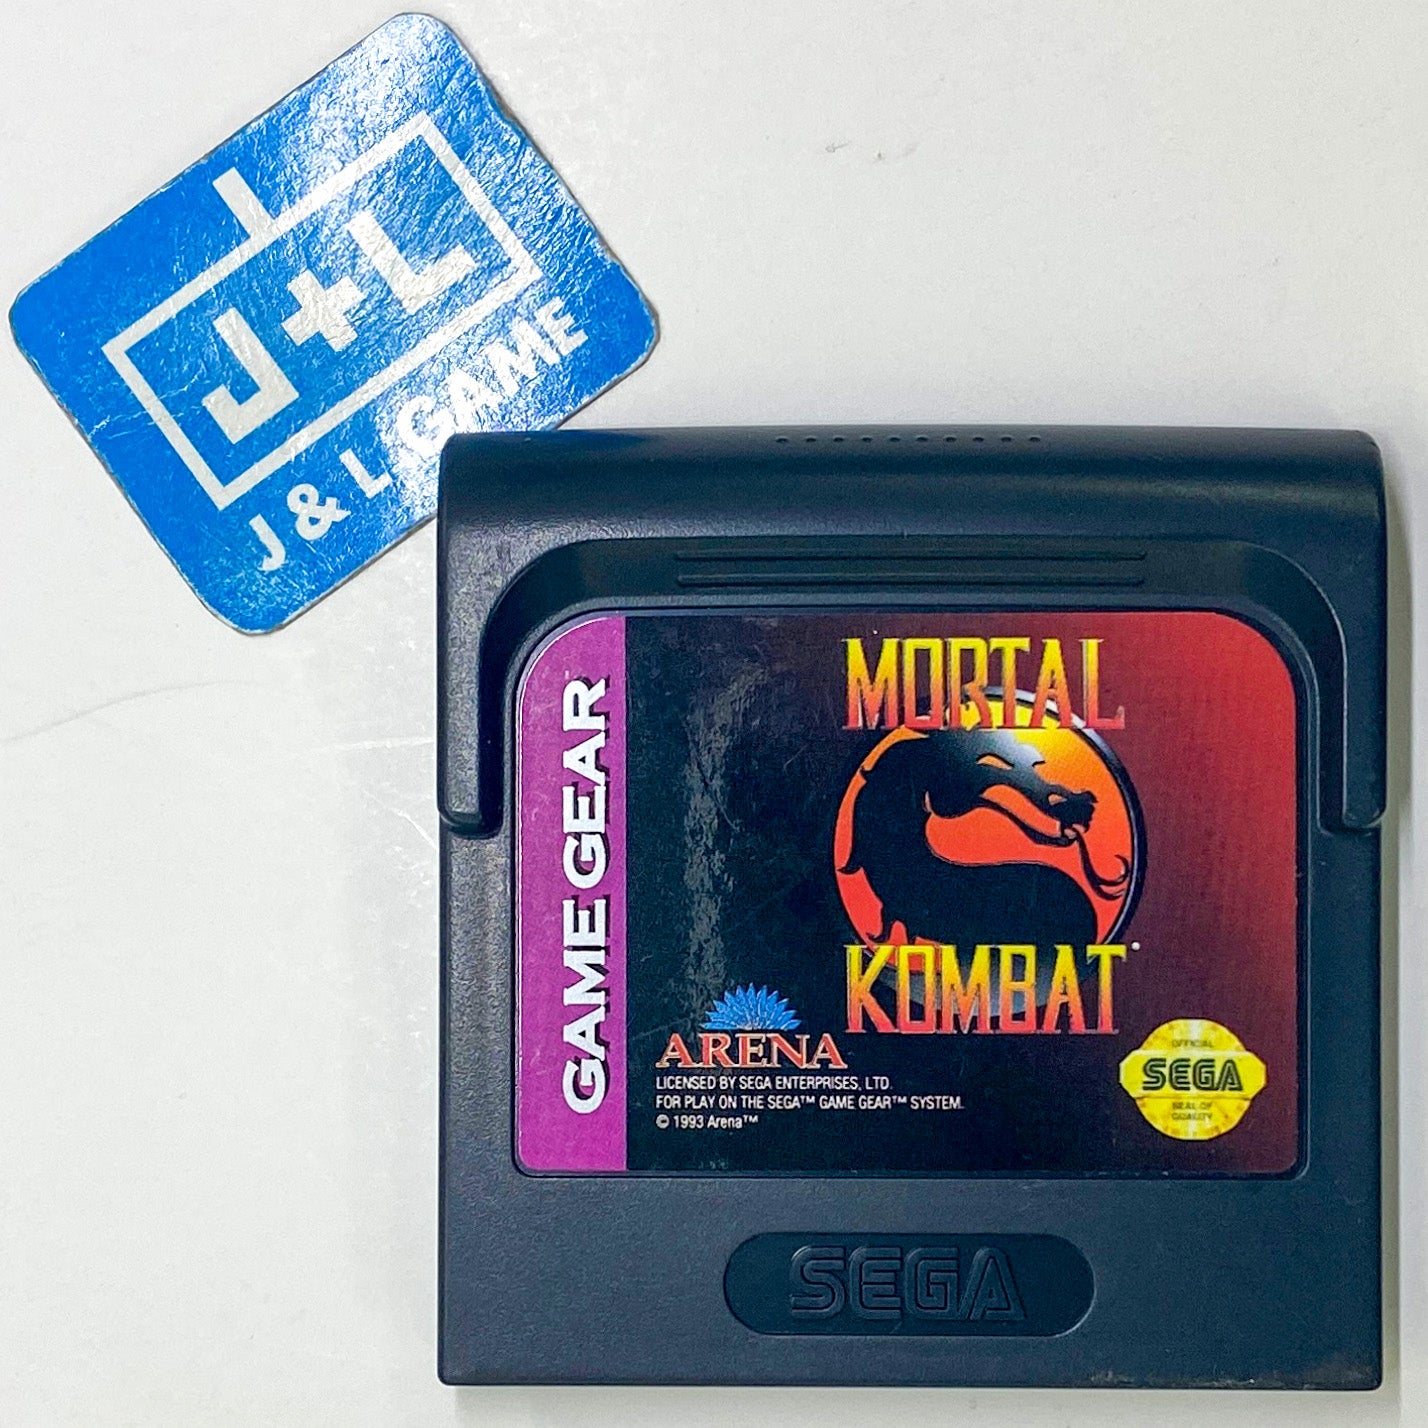 J+L
J & L GAME
GAME GEAR™
MORTAL
KOMBAT
ARENA
LICENSED BY SEGA ENTERPRISES, LTD.
FOR PLAY ON THE SEGA™ GAME GEAR™ SYSTEM.
© 1993 Arena™
OFFICIAL
SEGA
SEAL OF
QUALITY
SEGA